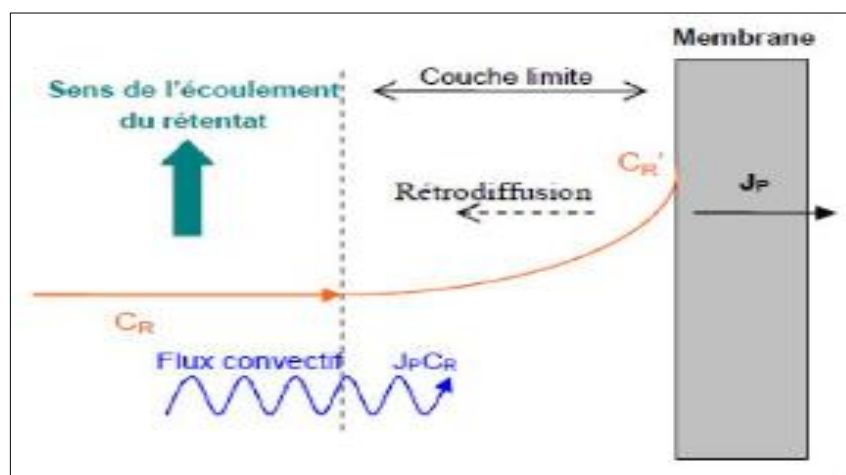 Membrane
Couche limite
Sens de l'écoulement
du rétentat
C_R'
Rétrodiffusion
J_P
C_R
Flux convectif J_PC_R